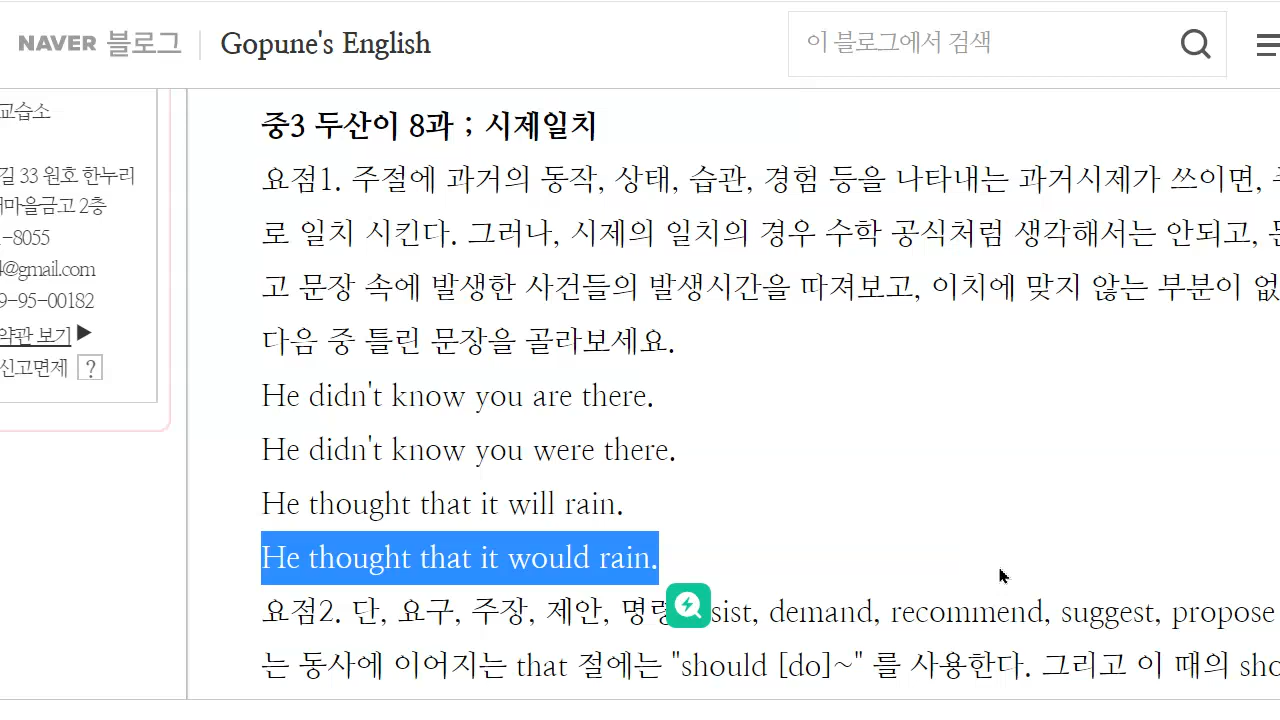 NAVER 블로그 | Gopune's English
이 블로그에서 검색
교습소
길 33 원호 한누리
마을금고 2층
-8055
@gmail.com
9-95-00182
약관 보기 ▶
신고면제 ?
중3 두산이 8과 ; 시제일치
요점1. 주절에 과거의 동작, 상태, 습관, 경험 등을 나타내는 과거시제가 쓰이면,
로 일치 시킨다. 그러나, 시제의 일치의 경우 수학 공식처럼 생각해서는 안되고,
고 문장 속에 발생한 사건들의 발생시간을 따져보고, 이치에 맞지 않는 부분이 없
다음 중 틀린 문장을 골라보세요.
He didn't know you are there.
He didn't know you were there.
He thought that it will rain.
He thought that it would rain.
요점2. 단, 요구, 주장, 제안, 명령 sist, demand, recommend, suggest, propose
는 동사에 이어지는 that 절에는 "should [do]~" 를 사용한다. 그리고 이 때의 sho